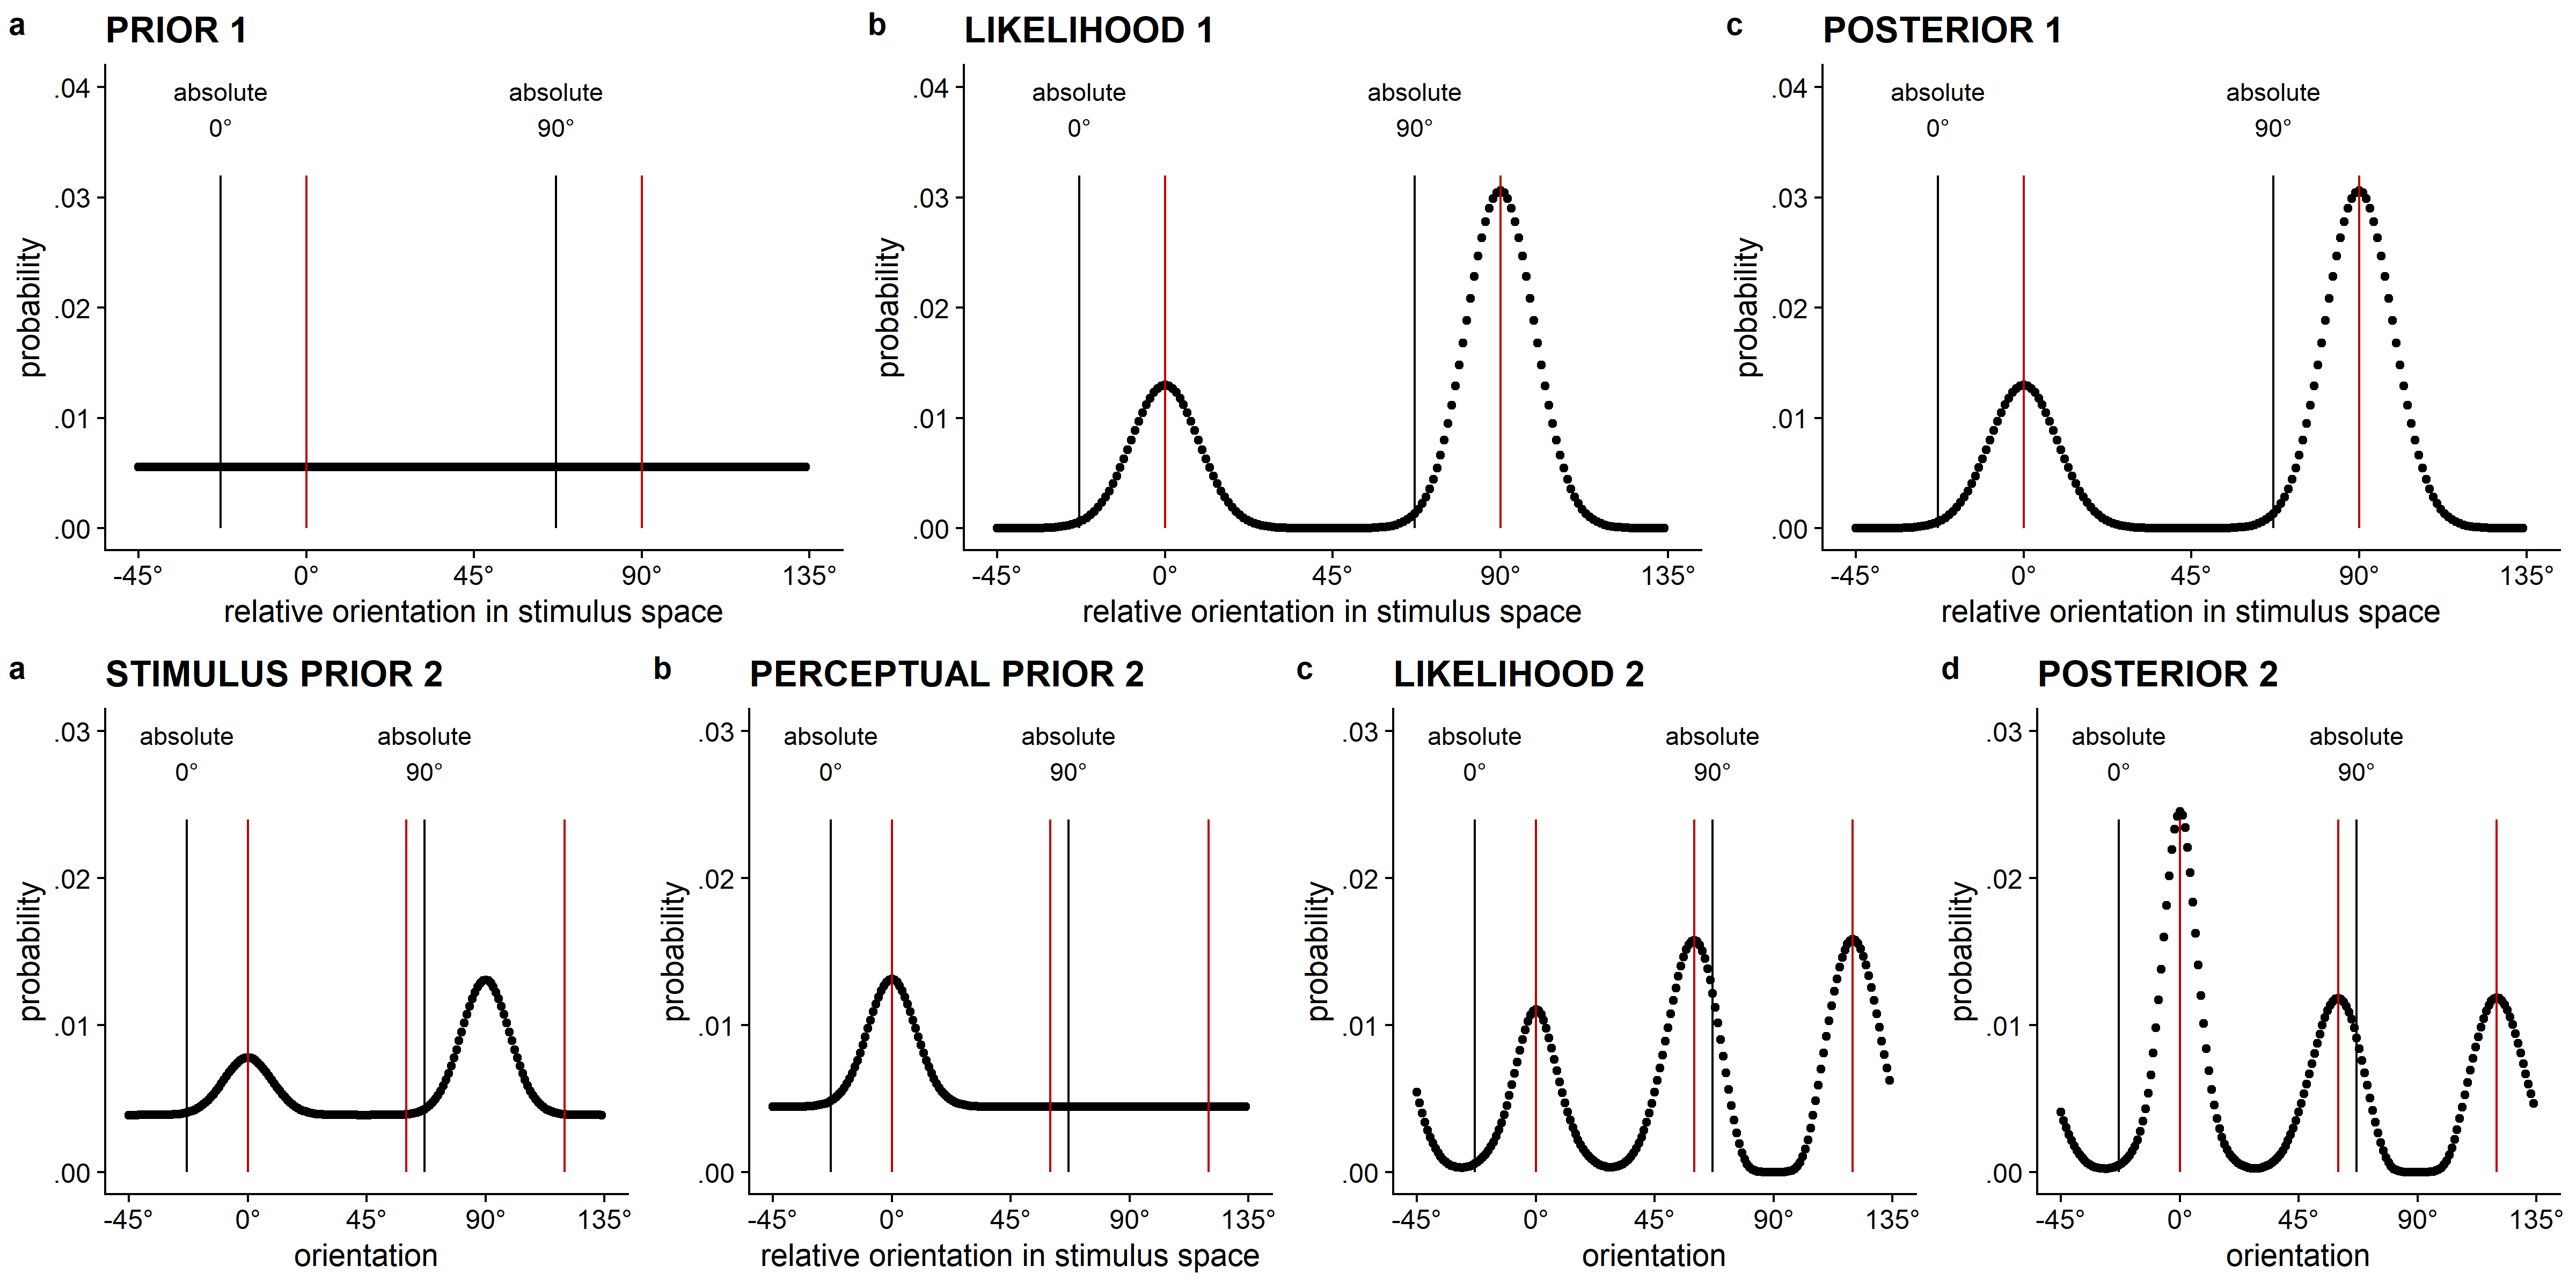 a PRIOR 1
absolute absolute
0° 90°
.04
.03
.02
.01
.00
probability
-45° 0° 45° 90° 135°
relative orientation in stimulus space
b LIKELIHOOD 1
absolute absolute
0° 90°
.04
.03
.02
.01
.00
probability
-45° 0° 45° 90° 135°
relative orientation in stimulus space
c POSTERIOR 1
absolute absolute
0° 90°
.04
.03
.02
.01
.00
probability
-45° 0° 45° 90° 135°
relative orientation in stimulus space
a STIMULUS PRIOR 2
absolute absolute
0° 90°
.03
.02
.01
.00
probability
-45° 0° 45° 90° 135°
orientation
b PERCEPTUAL PRIOR 2
absolute absolute
0° 90°
.03
.02
.01
.00
probability
-45° 0° 45° 90° 135°
relative orientation in stimulus space
c LIKELIHOOD 2
absolute absolute
0° 90°
.03
.02
.01
.00
probability
-45° 0° 45° 90° 135°
orientation
d POSTERIOR 2
absolute absolute
0° 90°
.03
.02
.01
.00
probability
-45° 0° 45° 90° 135°
orientation